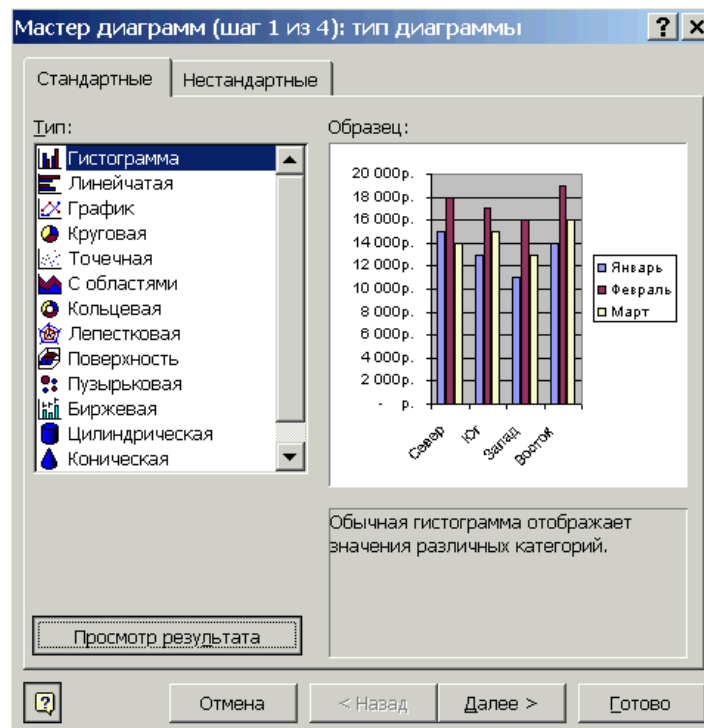 Мастер диаграмм (шаг 1 из 4): тип диаграммы
Стандартные
Нестандартные
Тип:
Гистограмма
Линейчатая
График
Круговая
Точечная
С областями
Кольцевая
Лепестковая
Поверхность
Пузырьковая
Биржевая
Цилиндрическая
Коническая
Образец:
20 000р.
18 000р.
16 000р.
14 000р.
12 000р.
10 000р.
8 000р.
6 000р.
4 000р.
2 000р.
- р.
Север
Юг
Запад
Восток
Январь
Февраль
Март
Обычная гистограмма отображает
значения различных категорий.
Просмотр результата
Отмена
< Назад
Далее >
Готово